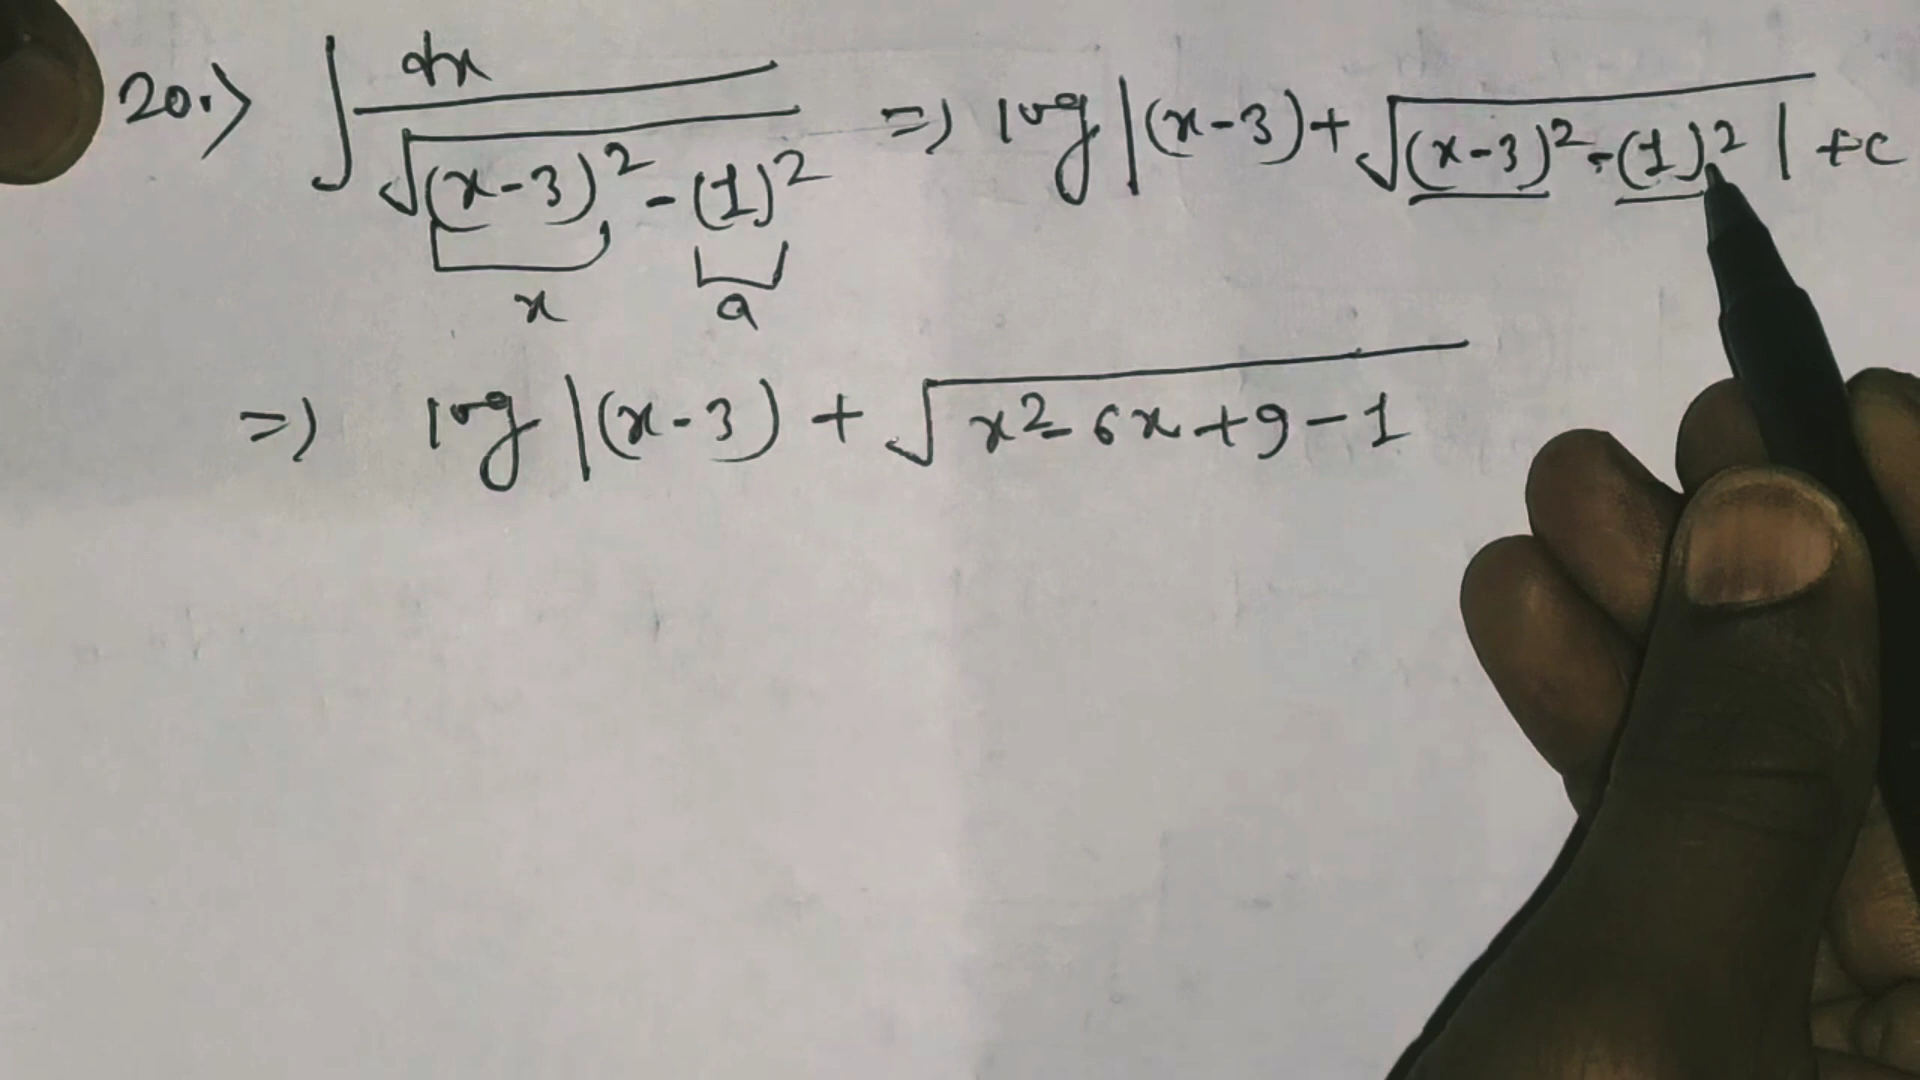 20.) ∫ dx / √((x-3)² - (1)²) => log |(x-3) + √((x-3)² - (1)²)| + c
x a
=> log |(x-3) + √(x² - 6x + 9 - 1)